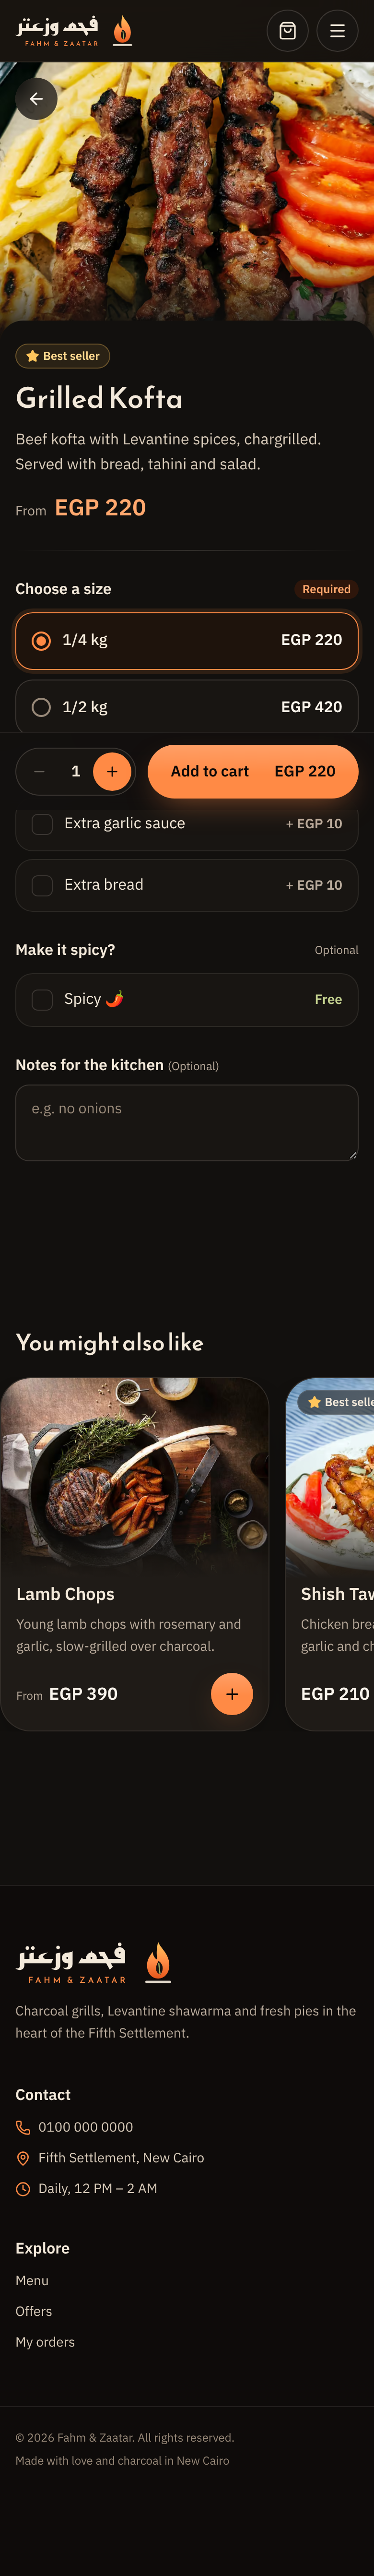 فحم وزعتر
FAHM & ZAATAR
Best seller
Grilled Kofta
Beef kofta with Levantine spices, chargrilled.
Served with bread, tahini and salad.
From EGP 220
Choose a size Required
1/4 kg EGP 220
1/2 kg EGP 420
1 Add to cart EGP 220
Extra garlic sauce + EGP 10
Extra bread + EGP 10
Make it spicy? Optional
Spicy 🌶️ Free
Notes for the kitchen (Optional)
e.g. no onions
You might also like
Best selle
Lamb Chops
Young lamb chops with rosemary and
garlic, slow-grilled over charcoal.
From EGP 390
Shish Taw
Chicken brea
garlic and ch
EGP 210
فحم وزعتر
FAHM & ZAATAR
Charcoal grills, Levantine shawarma and fresh pies in the
heart of the Fifth Settlement.
Contact
0100 000 0000
Fifth Settlement, New Cairo
Daily, 12 PM – 2 AM
Explore
Menu
Offers
My orders
© 2026 Fahm & Zaatar. All rights reserved.
Made with love and charcoal in New Cairo